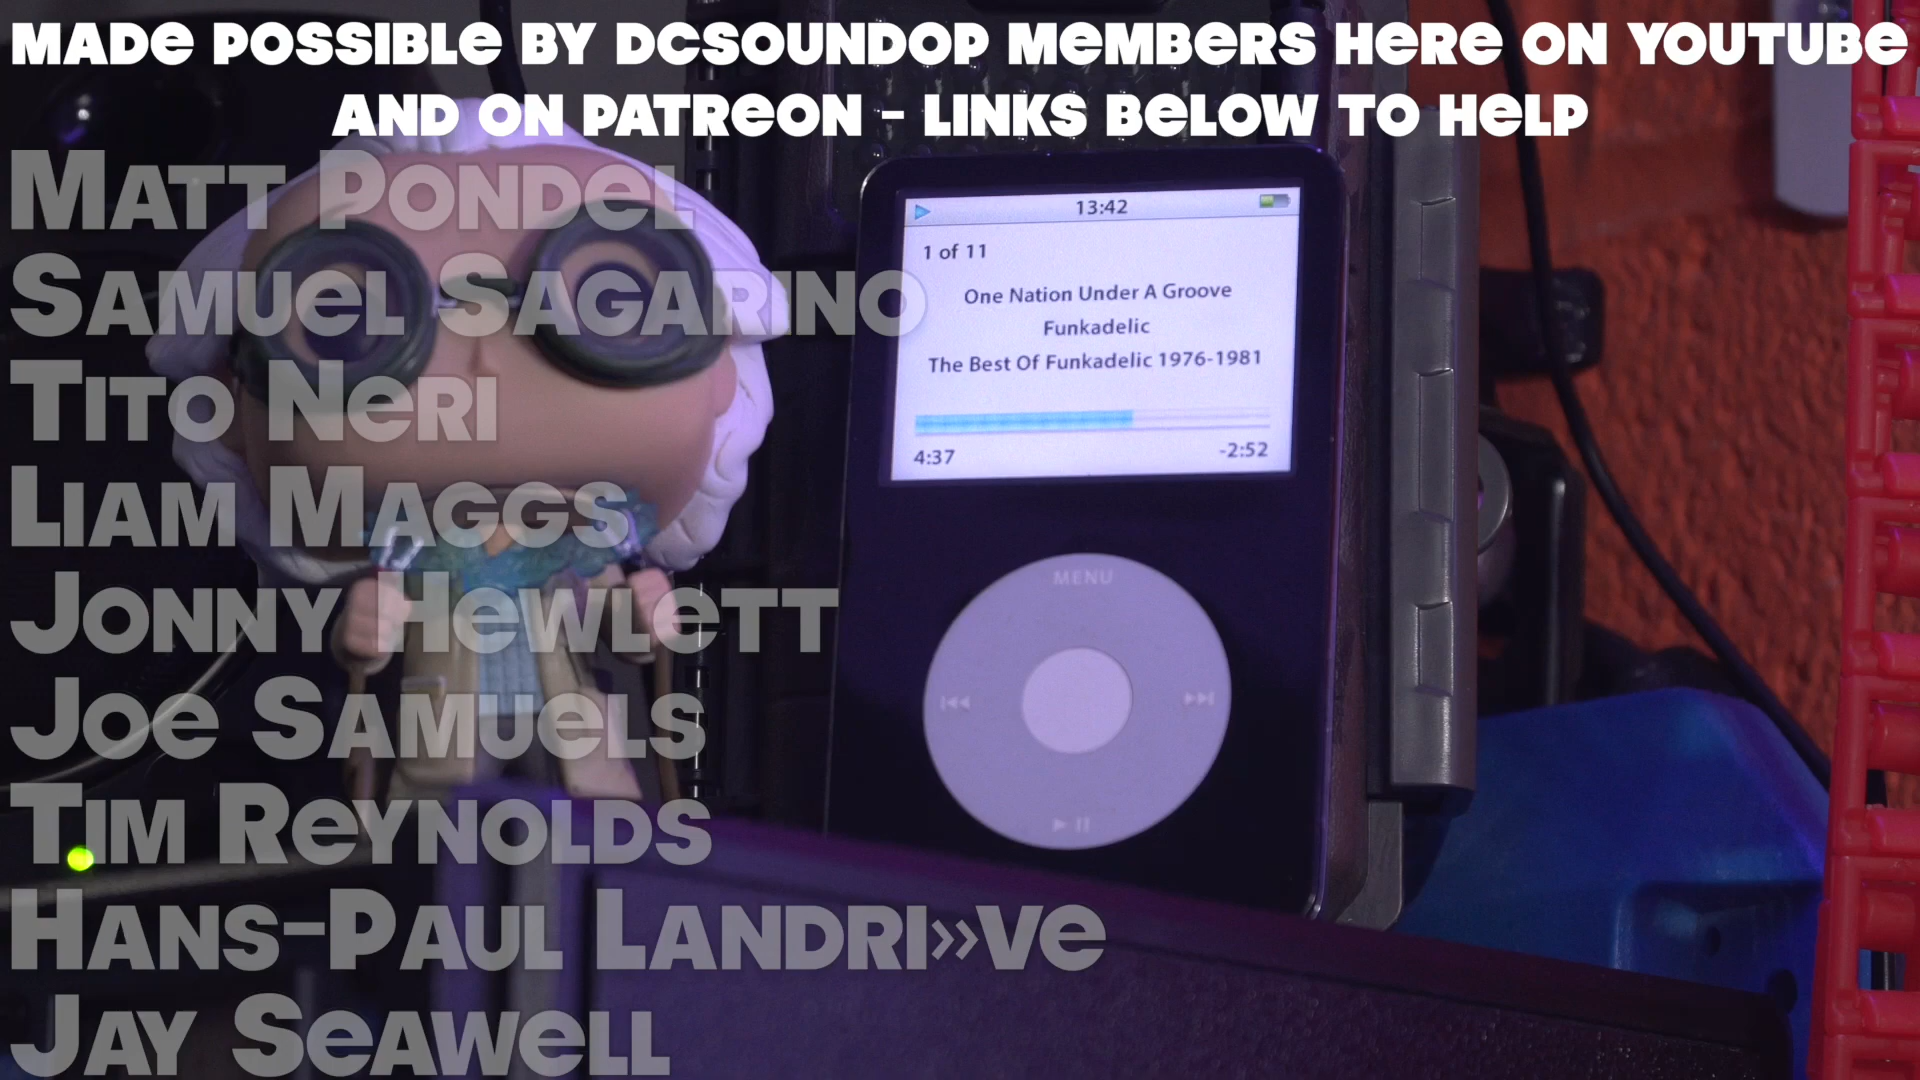 MADE POSSIBLE BY DCSOUNDOP MEMBERS HERE ON YOUTUBE
AND ON PATREON - LINKS BELOW TO HELP
Matt Pondel
Samuel Sagarino
Tito Neri
Liam Maggs
Jonny Hewlett
Joe Samuels
Tim Reynolds
Hans-Paul Landri»ve
Jay Seawell
13:42
1 of 11
One Nation Under A Groove
Funkadelic
The Best Of Funkadelic 1976-1981
4:37
-2:52
MENU